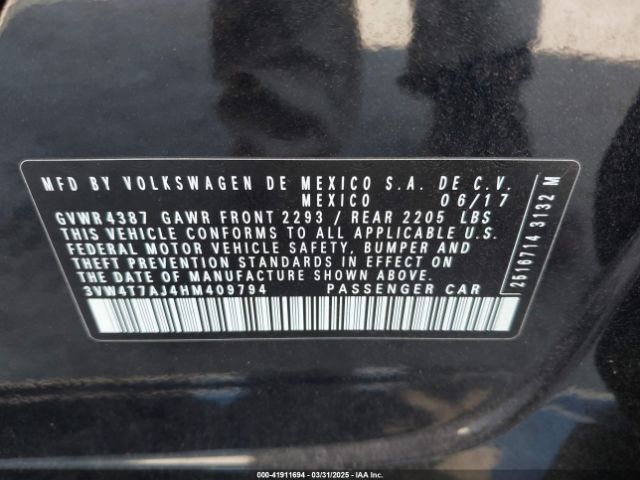 MFD BY VOLKSWAGEN DE MEXICO S.A. DE C.V.
MEXICO 06/17
GVWR 4387 GAWR FRONT 2293 / REAR 2205 LBS
THIS VEHICLE CONFORMS TO ALL APPLICABLE U.S.
FEDERAL MOTOR VEHICLE SAFETY, BUMPER AND
THEFT PREVENTION STANDARDS IN EFFECT ON
THE DATE OF MANUFACTURE SHOWN ABOVE.
3VW4T7AJ4HM409794 PASSENGER CAR
2516714 3132 M
000-41911694 - 03/31/2025 - IAA Inc.